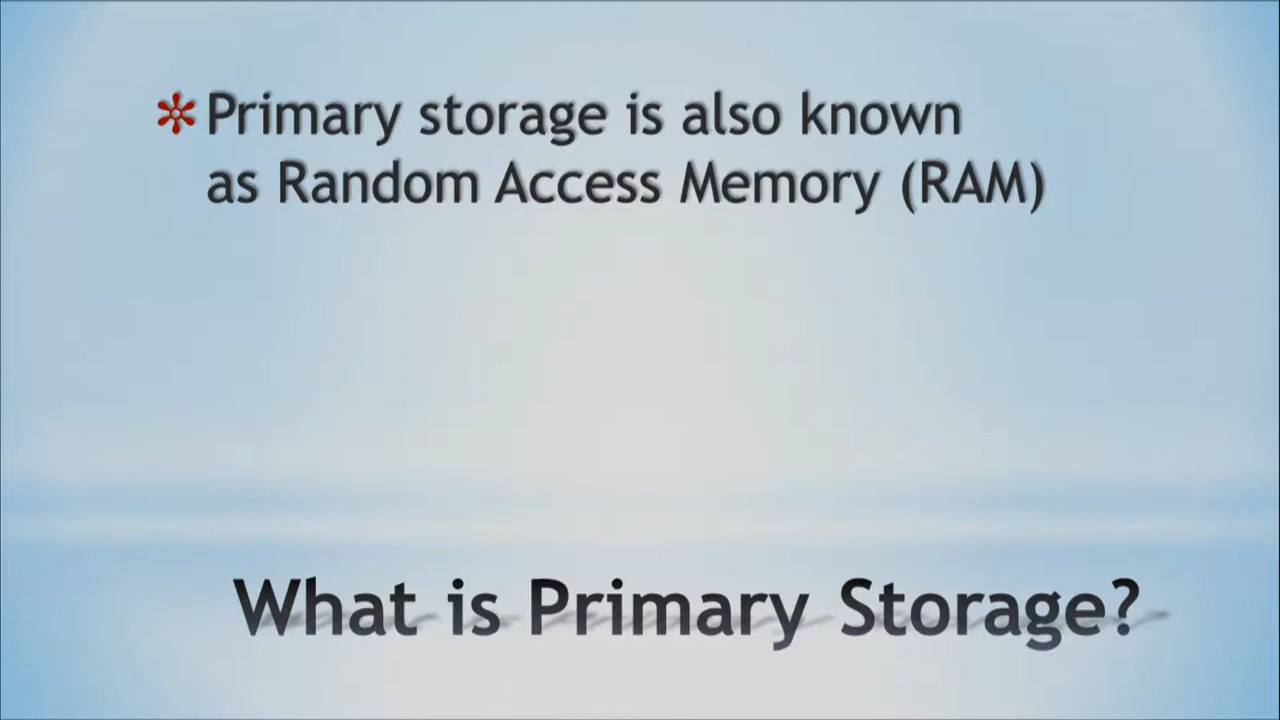 Primary storage is also known
as Random Access Memory (RAM)
What is Primary Storage?